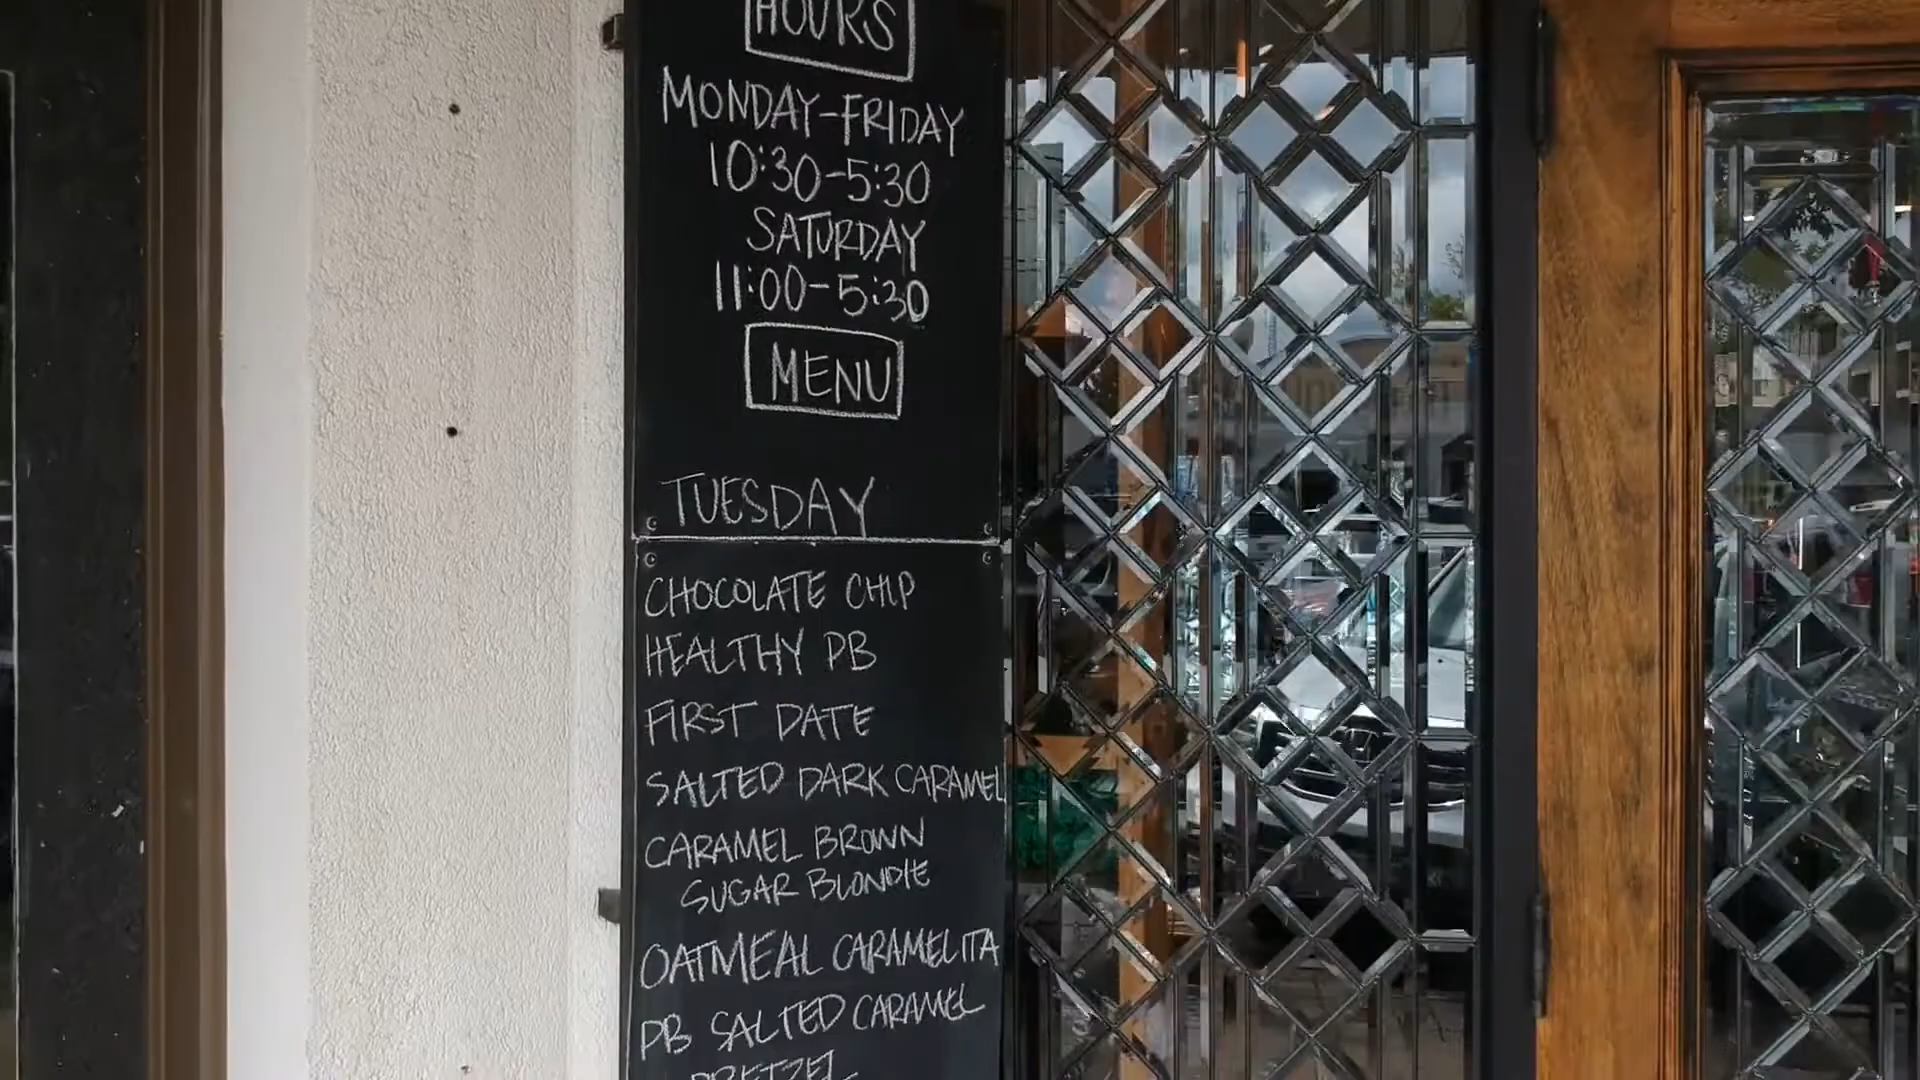 HOURS
MONDAY-FRIDAY
10:30-5:30
SATURDAY
11:00-5:30
MENU
TUESDAY
CHOCOLATE CHIP
HEALTHY PB
FIRST DATE
SALTED DARK CARAMEL
CARAMEL BROWN
SUGAR BLONDIE
OATMEAL CARAMELITA
PB SALTED CARAMEL
PRETZEL